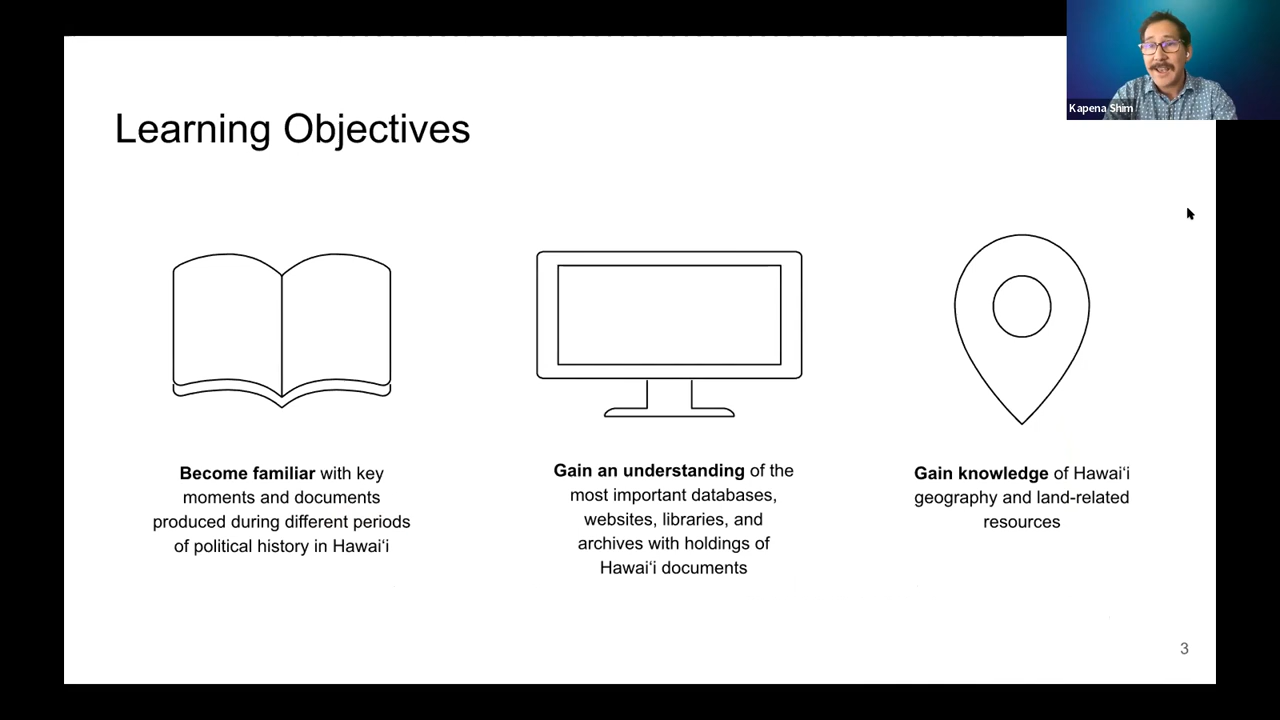 Kapena Shim
Learning Objectives
Become familiar with key
moments and documents
produced during different periods
of political history in Hawaiʻi
Gain an understanding of the
most important databases,
websites, libraries, and
archives with holdings of
Hawaiʻi documents
Gain knowledge of Hawaiʻi
geography and land-related
resources
3